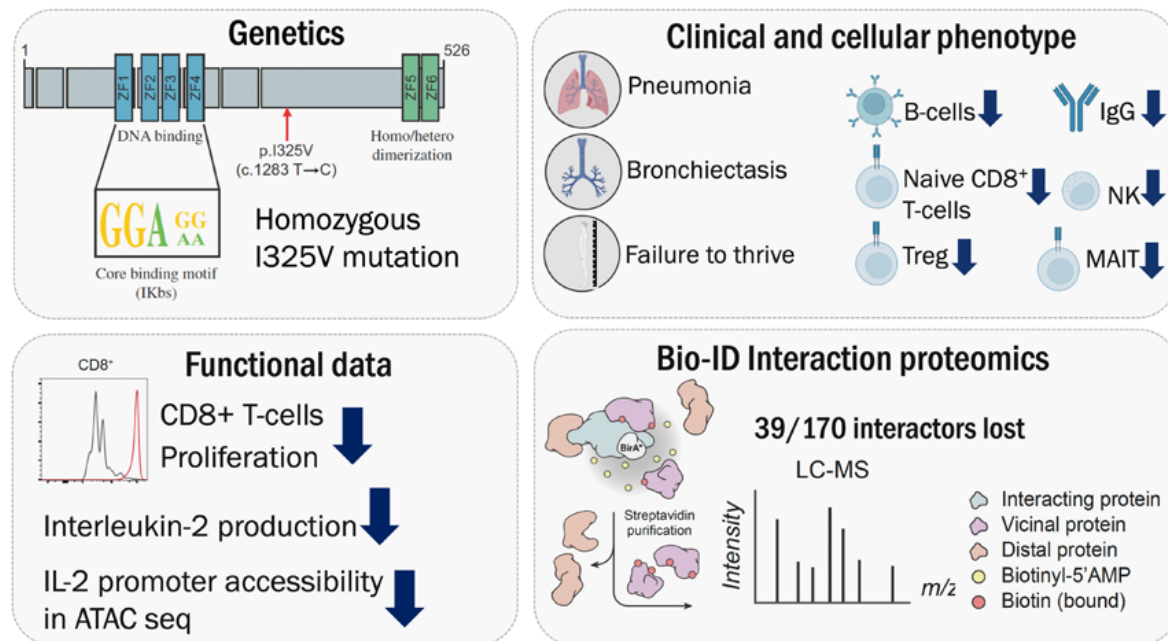 Genetics
1
526
ZF1
ZF2
ZF3
ZF4
ZF5
ZF6
DNA binding
p.I325V
(c.1283 T→C)
Homo/hetero
dimerization
GGA GG
AA
Core binding motif
(IKbs)
Homozygous
I325V mutation
Clinical and cellular phenotype
Pneumonia
Bronchiectasis
Failure to thrive
B-cells
IgG
Naive CD8⁺
T-cells
NK
Treg
MAIT
Functional data
CD8⁺
CD8+ T-cells
Proliferation
Interleukin-2 production
IL-2 promoter accessibility
in ATAC seq
Bio-ID Interaction proteomics
BirA*
Streptavidin
purification
39/170 interactors lost
LC-MS
Intensity
m/z
Interacting protein
Vicinal protein
Distal protein
Biotinyl-5'AMP
Biotin (bound)